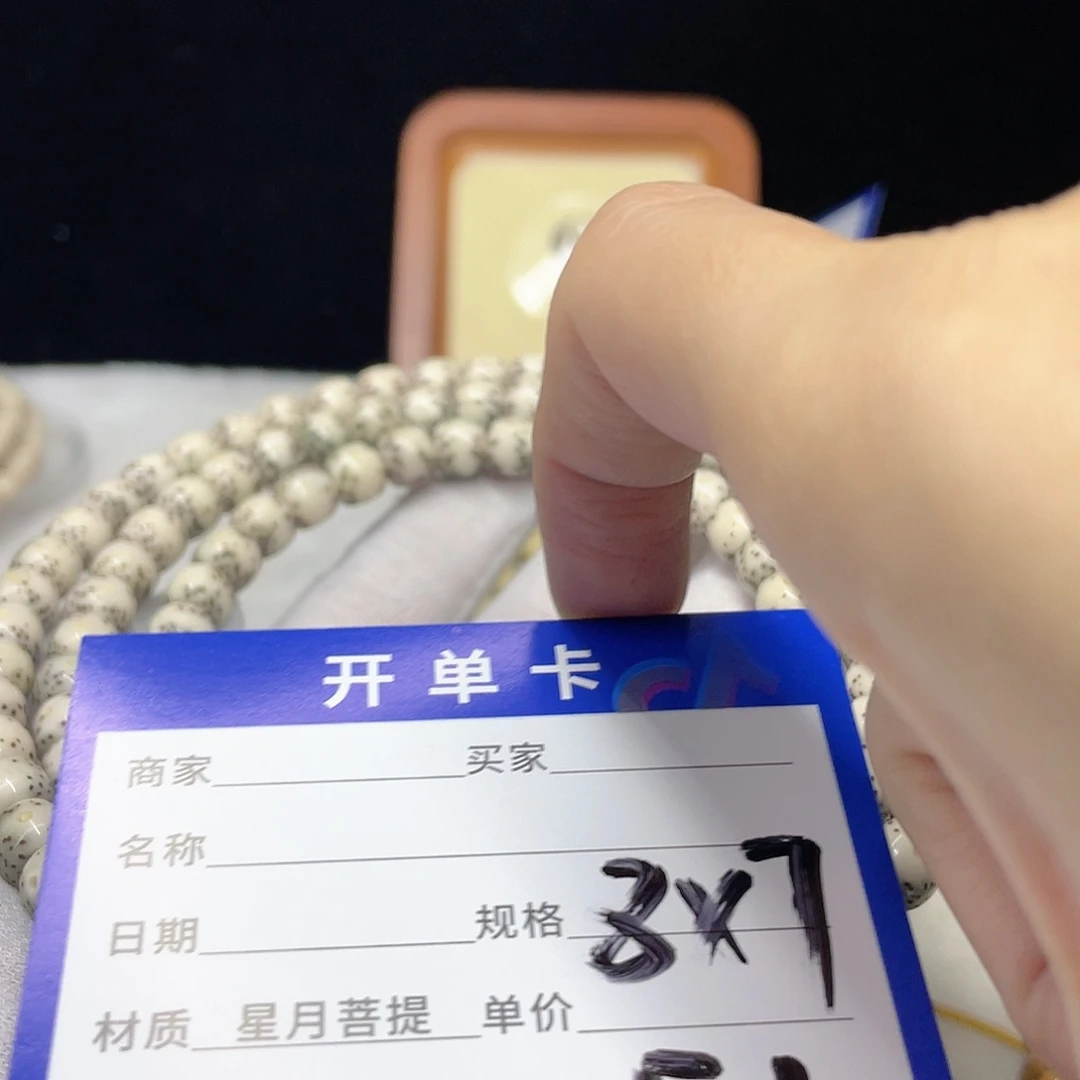 开单卡
商家 买家
名称
日期 规格 8x7
材质 星月菩提 单价